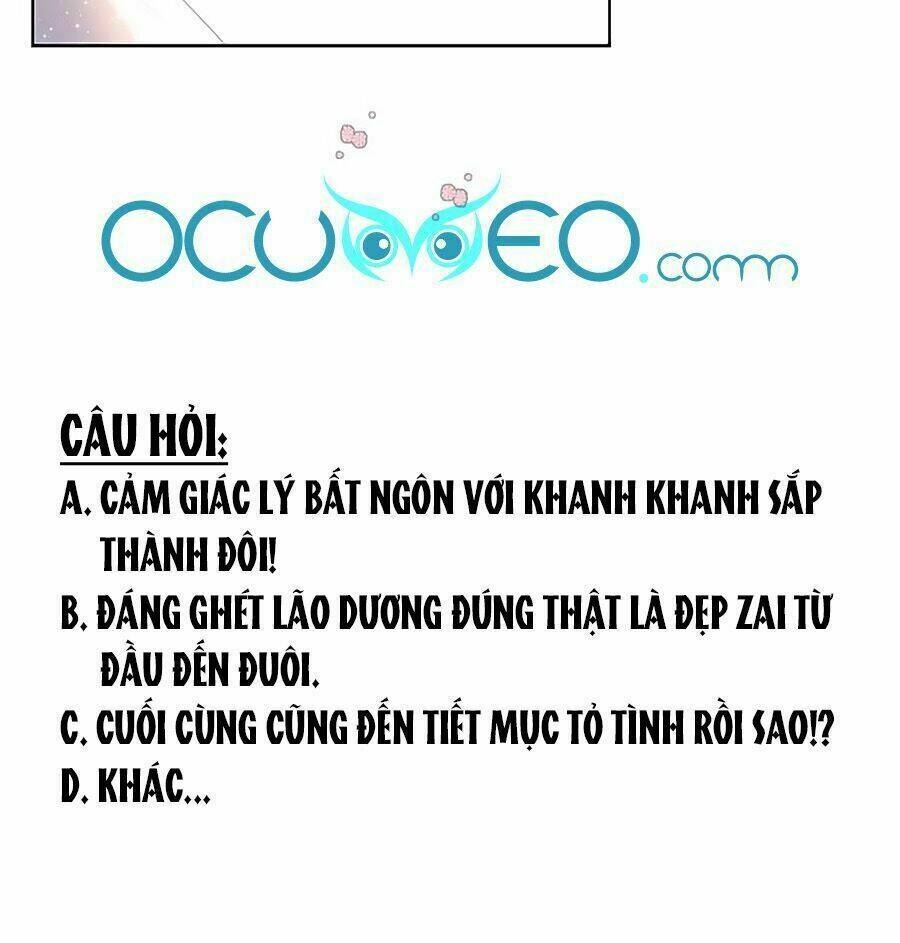 OCUMEO.com
CÂU HỎI:
A. CẢM GIÁC LÝ BẤT NGÔN VỚI KHANH KHANH SẮP
THÀNH ĐÔI!
B. ĐÁNG GHÉT LÃO DƯƠNG ĐÚNG THẬT LÀ ĐẸP ZAI TỪ
ĐẦU ĐẾN ĐUÔI.
C. CUỐI CÙNG CŨNG ĐẾN TIẾT MỤC TỎ TÌNH RỒI SAO!?
D. KHÁC...